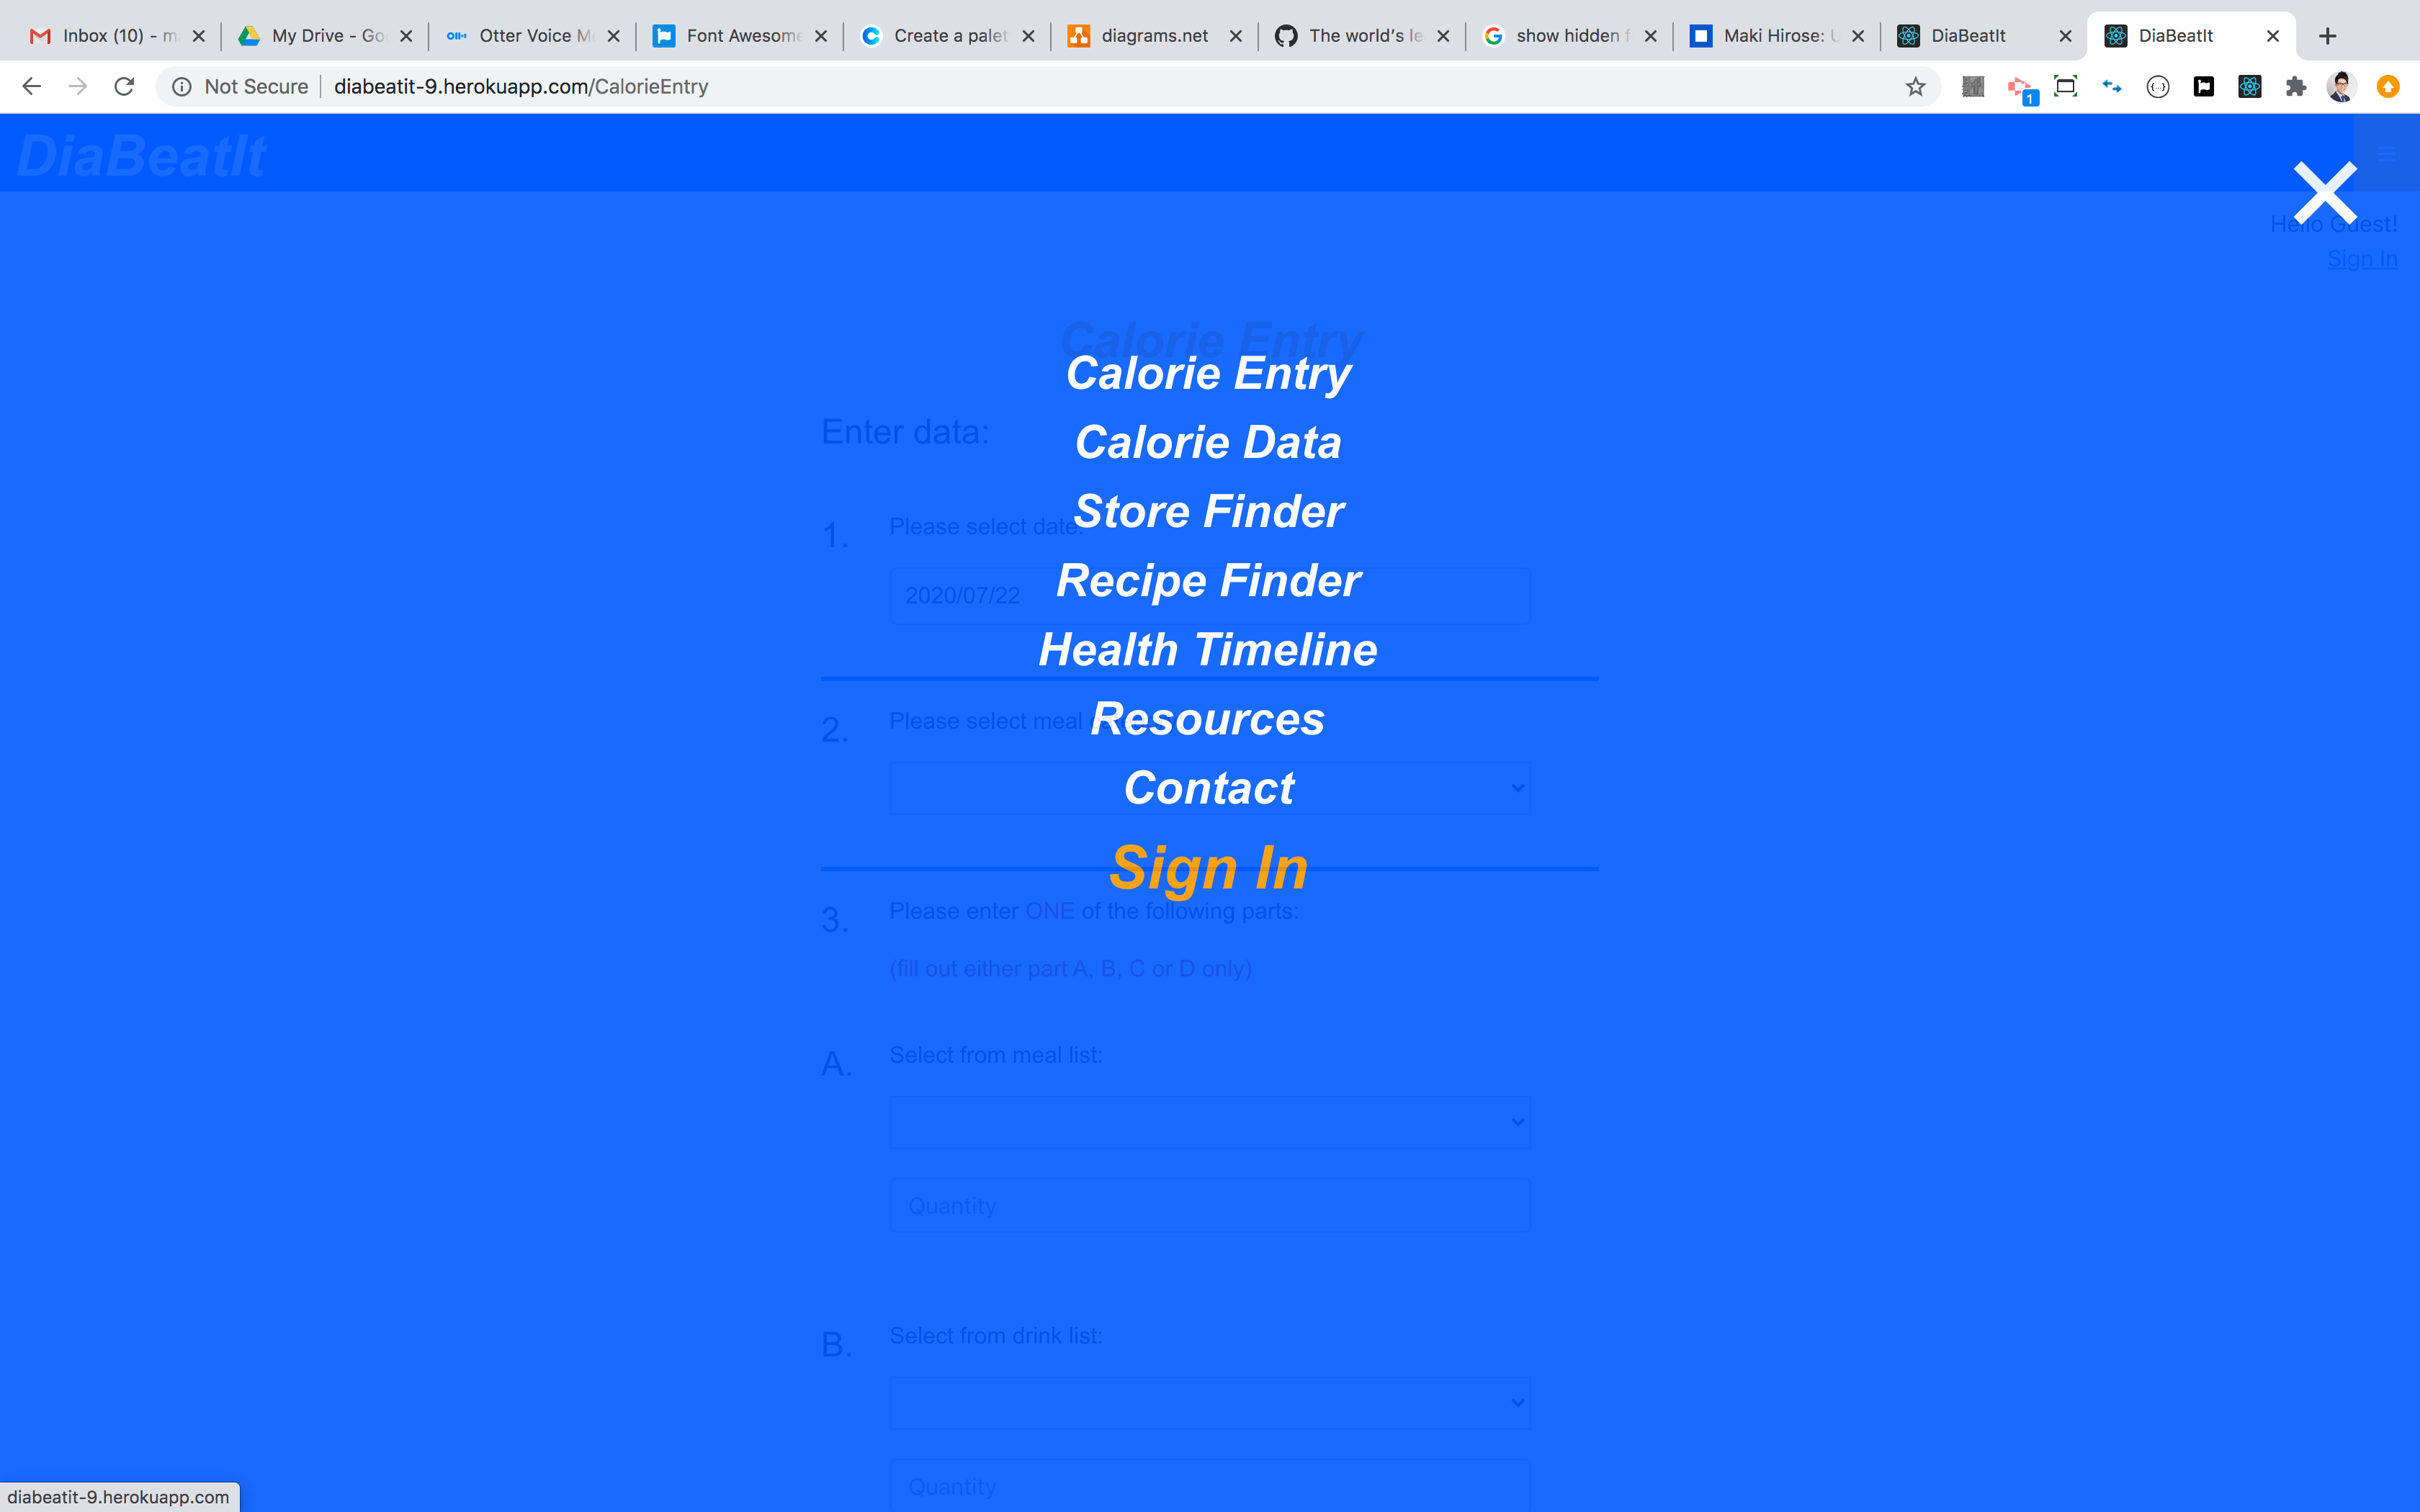 Inbox (10) - m
My Drive - Go
Otter Voice M
Font Awesome
Create a palet
diagrams.net
The world's le
show hidden f
Maki Hirose: U
DiaBeatIt
DiaBeatIt
Not Secure
diabeatit-9.herokuapp.com/CalorieEntry
1
DiaBeatIt
Hello Guest!
Sign In
Calorie Entry
Calorie Entry
Enter data:
Calorie Data
1. Please select date:
Store Finder
2020/07/22
Recipe Finder
Health Timeline
2. Please select meal
Resources
Contact
Sign In
3. Please enter ONE of the following parts:
(fill out either part A, B, C or D only)
A. Select from meal list:
Quantity
B. Select from drink list:
Quantity
diabeatit-9.herokuapp.com